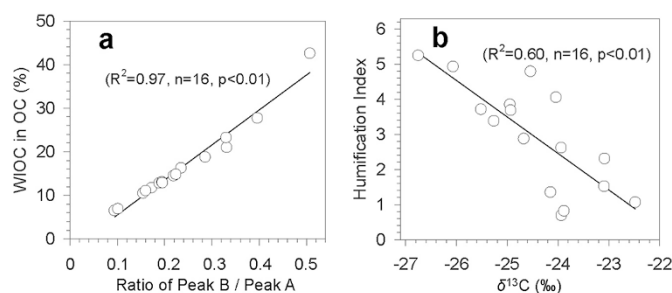 a
(R²=0.97, n=16, p<0.01)
WIOC in OC (%)
50
40
30
20
10
0
0 0.1 0.2 0.3 0.4 0.5
Ratio of Peak B / Peak A
b
(R²=0.60, n=16, p<0.01)
Humification Index
6
5
4
3
2
1
0
-27 -26 -25 -24 -23 -22
δ¹³C (‰)